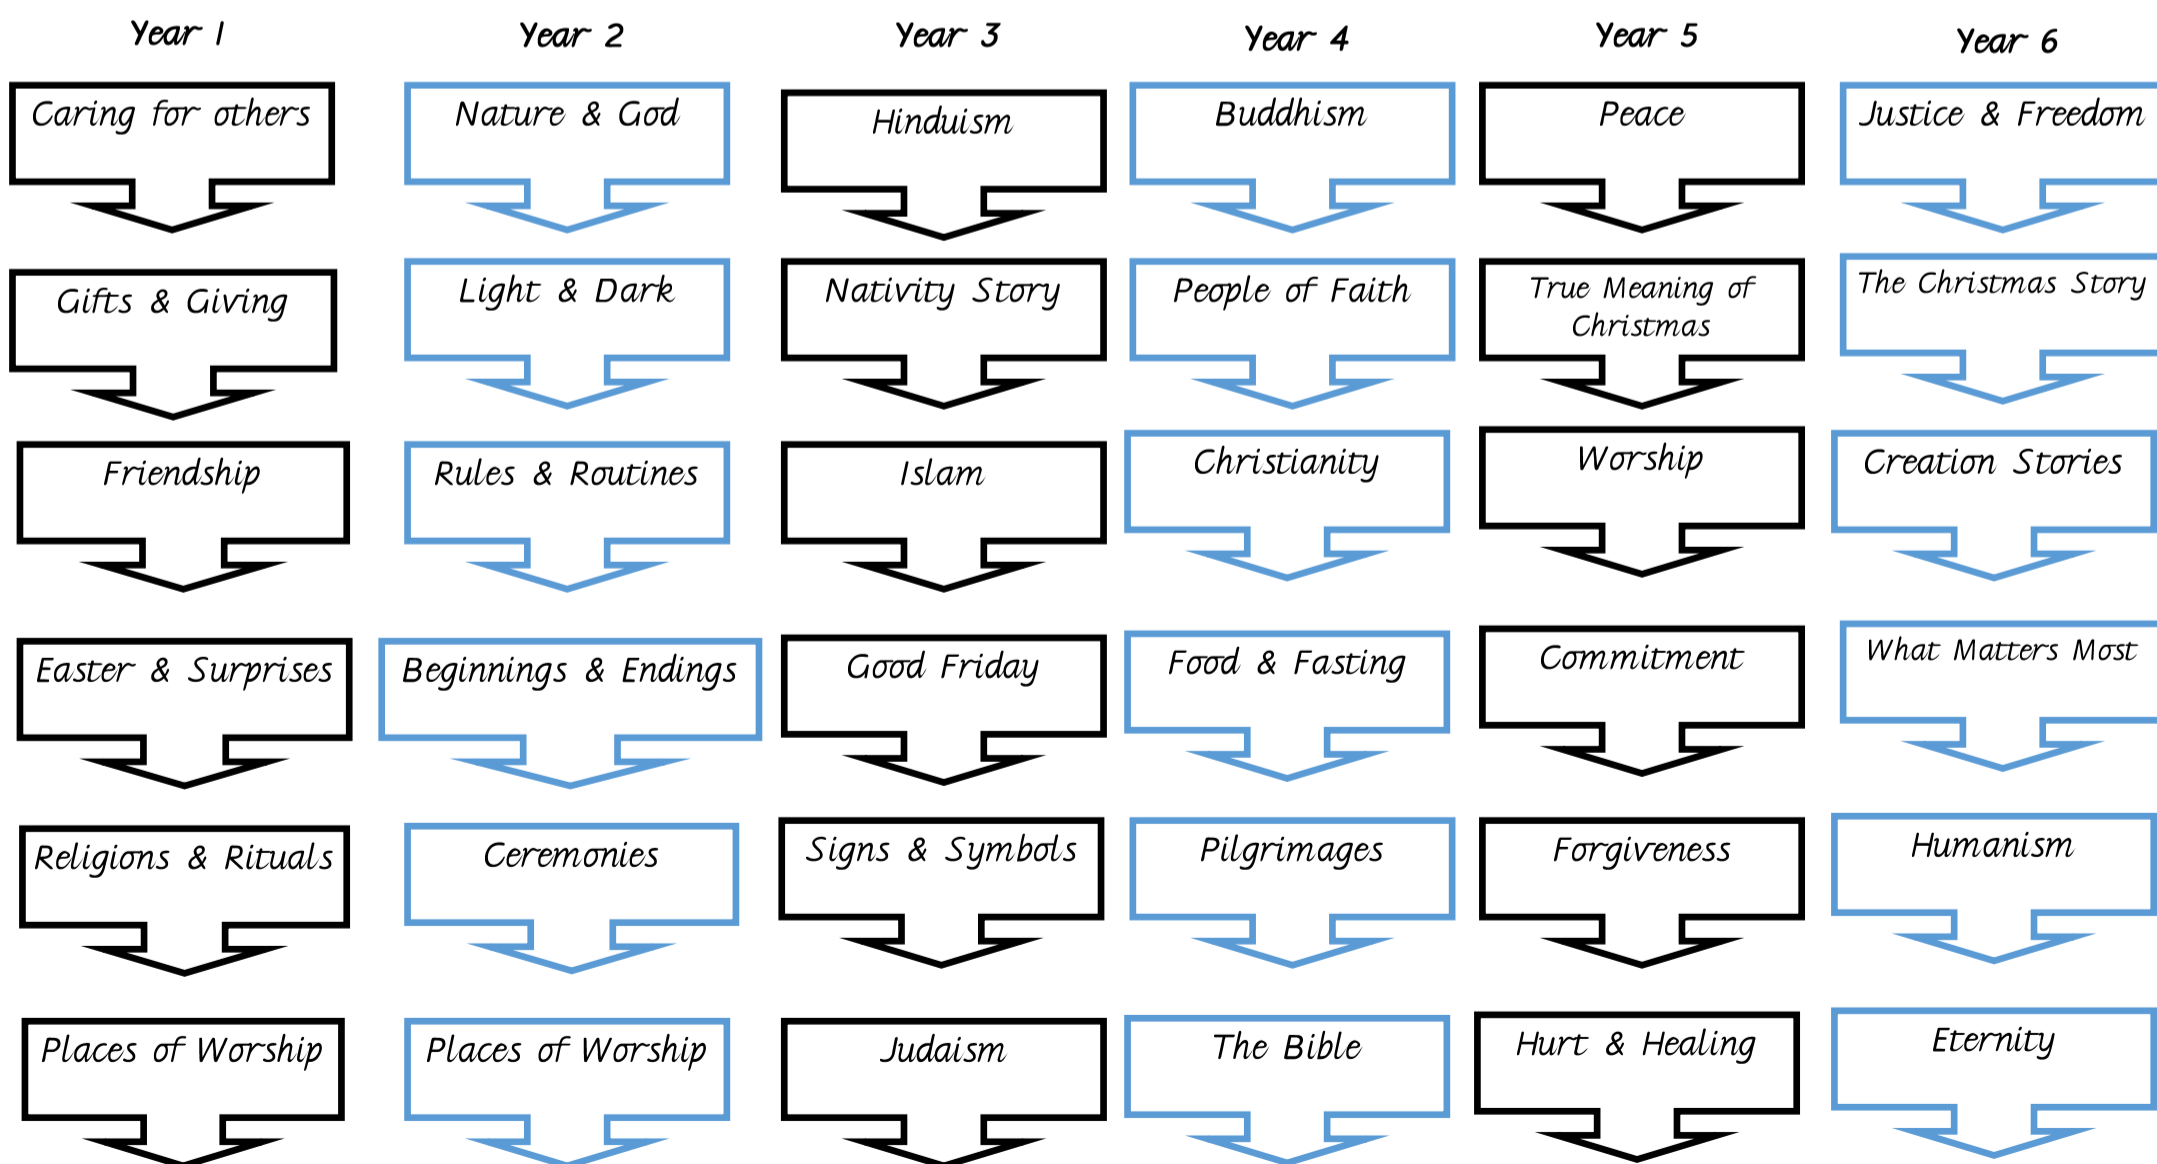 Year 1
Caring for others
Gifts & Giving
Friendship
Easter & Surprises
Religions & Rituals
Places of Worship
Year 2
Nature & God
Light & Dark
Rules & Routines
Beginnings & Endings
Ceremonies
Places of Worship
Year 3
Hinduism
Nativity Story
Islam
Good Friday
Signs & Symbols
Judaism
Year 4
Buddhism
People of Faith
Christianity
Food & Fasting
Pilgrimages
The Bible
Year 5
Peace
True Meaning of
Christmas
Worship
Commitment
Forgiveness
Hurt & Healing
Year 6
Justice & Freedom
The Christmas Story
Creation Stories
What Matters Most
Humanism
Eternity